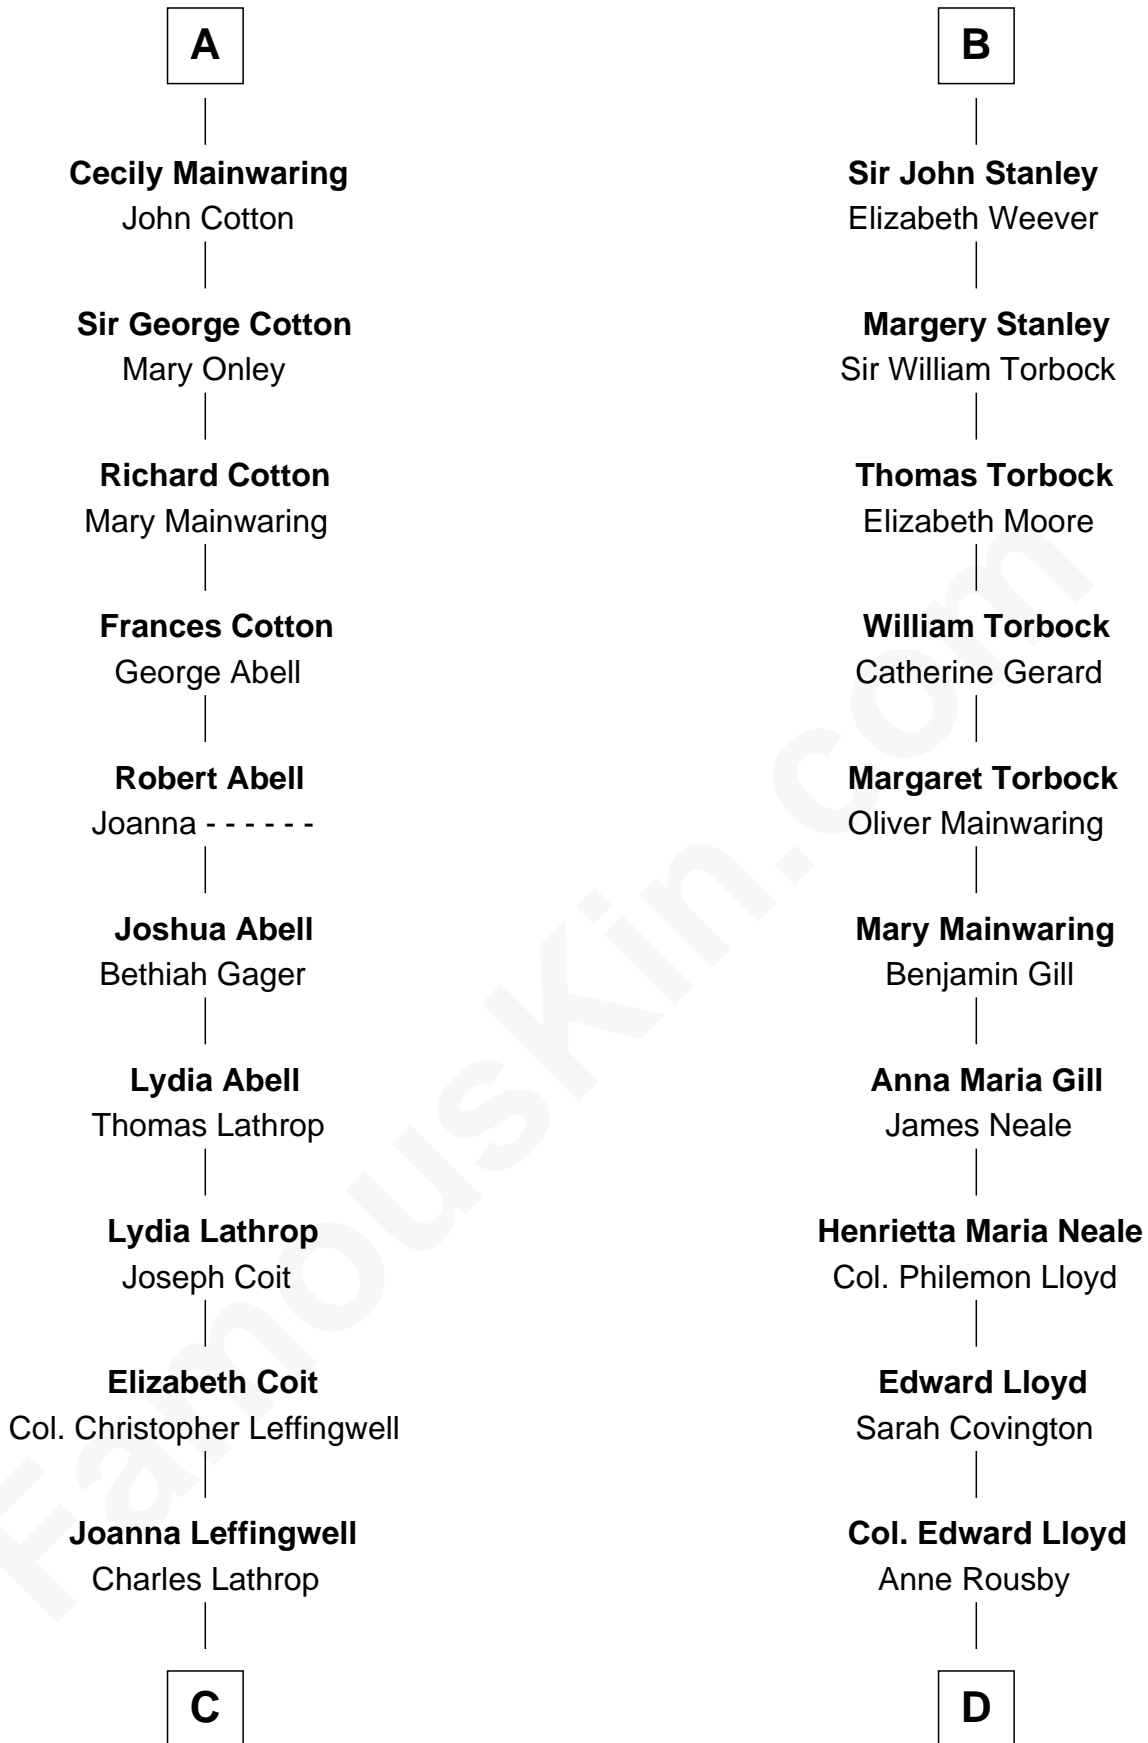 A
Cecily Mainwaring
John Cotton
Sir George Cotton
Mary Onley
Richard Cotton
Mary Mainwaring
Frances Cotton
George Abell
Robert Abell
Joanna - - - - - -
Joshua Abell
Bethiah Gager
Lydia Abell
Thomas Lathrop
Lydia Lathrop
Joseph Coit
Elizabeth Coit
Col. Christopher Leffingwell
Joanna Leffingwell
Charles Lathrop
C
B
Sir John Stanley
Elizabeth Weever
Margery Stanley
Sir William Torbock
Thomas Torbock
Elizabeth Moore
William Torbock
Catherine Gerard
Margaret Torbock
Oliver Mainwaring
Mary Mainwaring
Benjamin Gill
Anna Maria Gill
James Neale
Henrietta Maria Neale
Col. Philemon Lloyd
Edward Lloyd
Sarah Covington
Col. Edward Lloyd
Anne Rousby
D
FamousKin.com